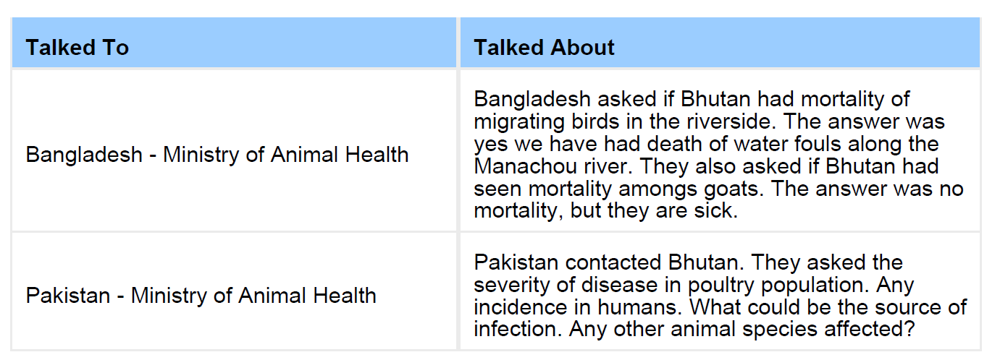 Talked To
Talked About
Bangladesh - Ministry of Animal Health
Bangladesh asked if Bhutan had mortality of
migrating birds in the riverside. The answer was
yes we have had death of water fouls along the
Manachou river. They also asked if Bhutan had
seen mortality amongs goats. The answer was no
mortality, but they are sick.
Pakistan - Ministry of Animal Health
Pakistan contacted Bhutan. They asked the
severity of disease in poultry population. Any
incidence in humans. What could be the source of
infection. Any other animal species affected?